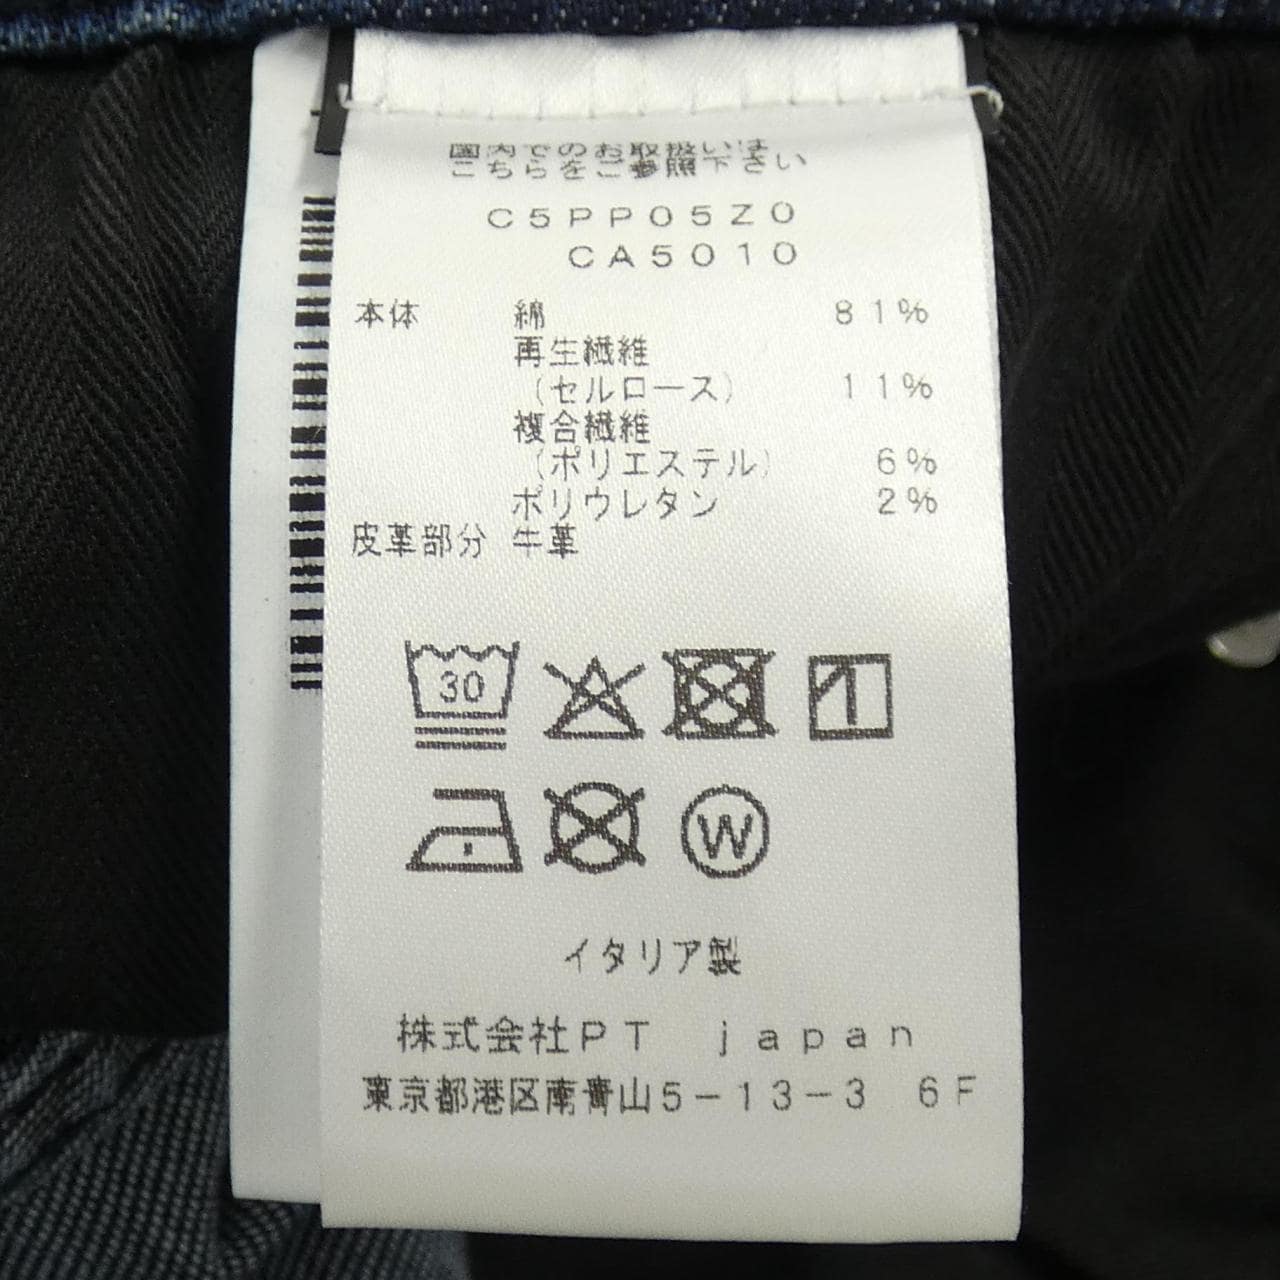 国内でのお取扱いは
こちらをご参照下さい
C5PP05Z0
CA5010
本体 綿 81%
再生繊維
(セルロース) 11%
複合繊維
(ポリエステル) 6%
ポリウレタン 2%
皮革部分 牛革
30
W
イタリア製
株式会社PT japan
東京都港区南青山5-13-3 6F